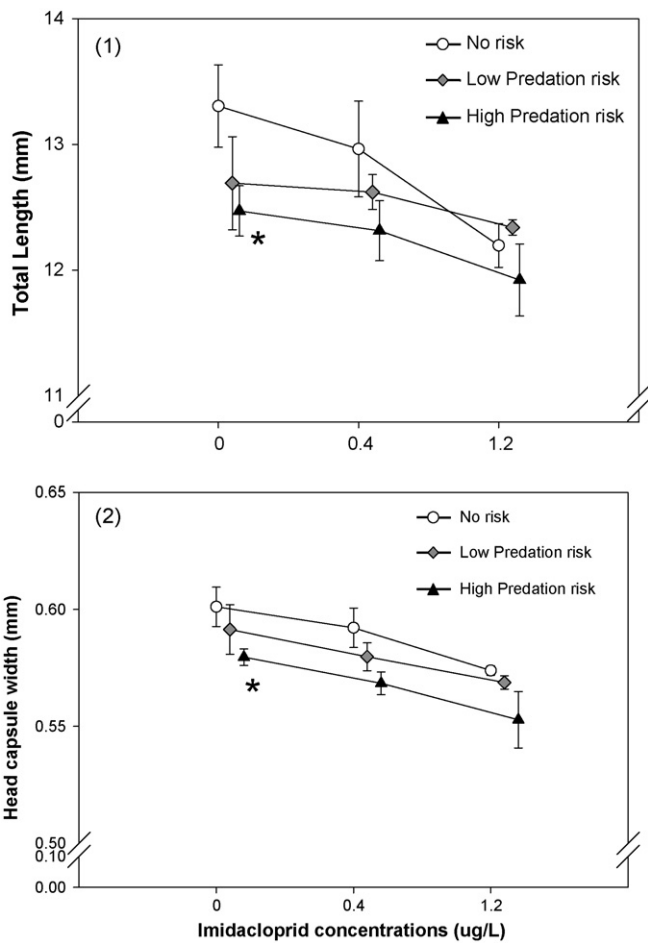 14
(1)
No risk
Low Predation risk
High Predation risk
13
Total Length (mm)
*
12
11
0
0 0.4 1.2
0.65
(2)
No risk
Low Predation risk
High Predation risk
0.60
Head capsule width (mm)
*
0.55
0.50
0.10
0.00
0 0.4 1.2
Imidacloprid concentrations (ug/L)